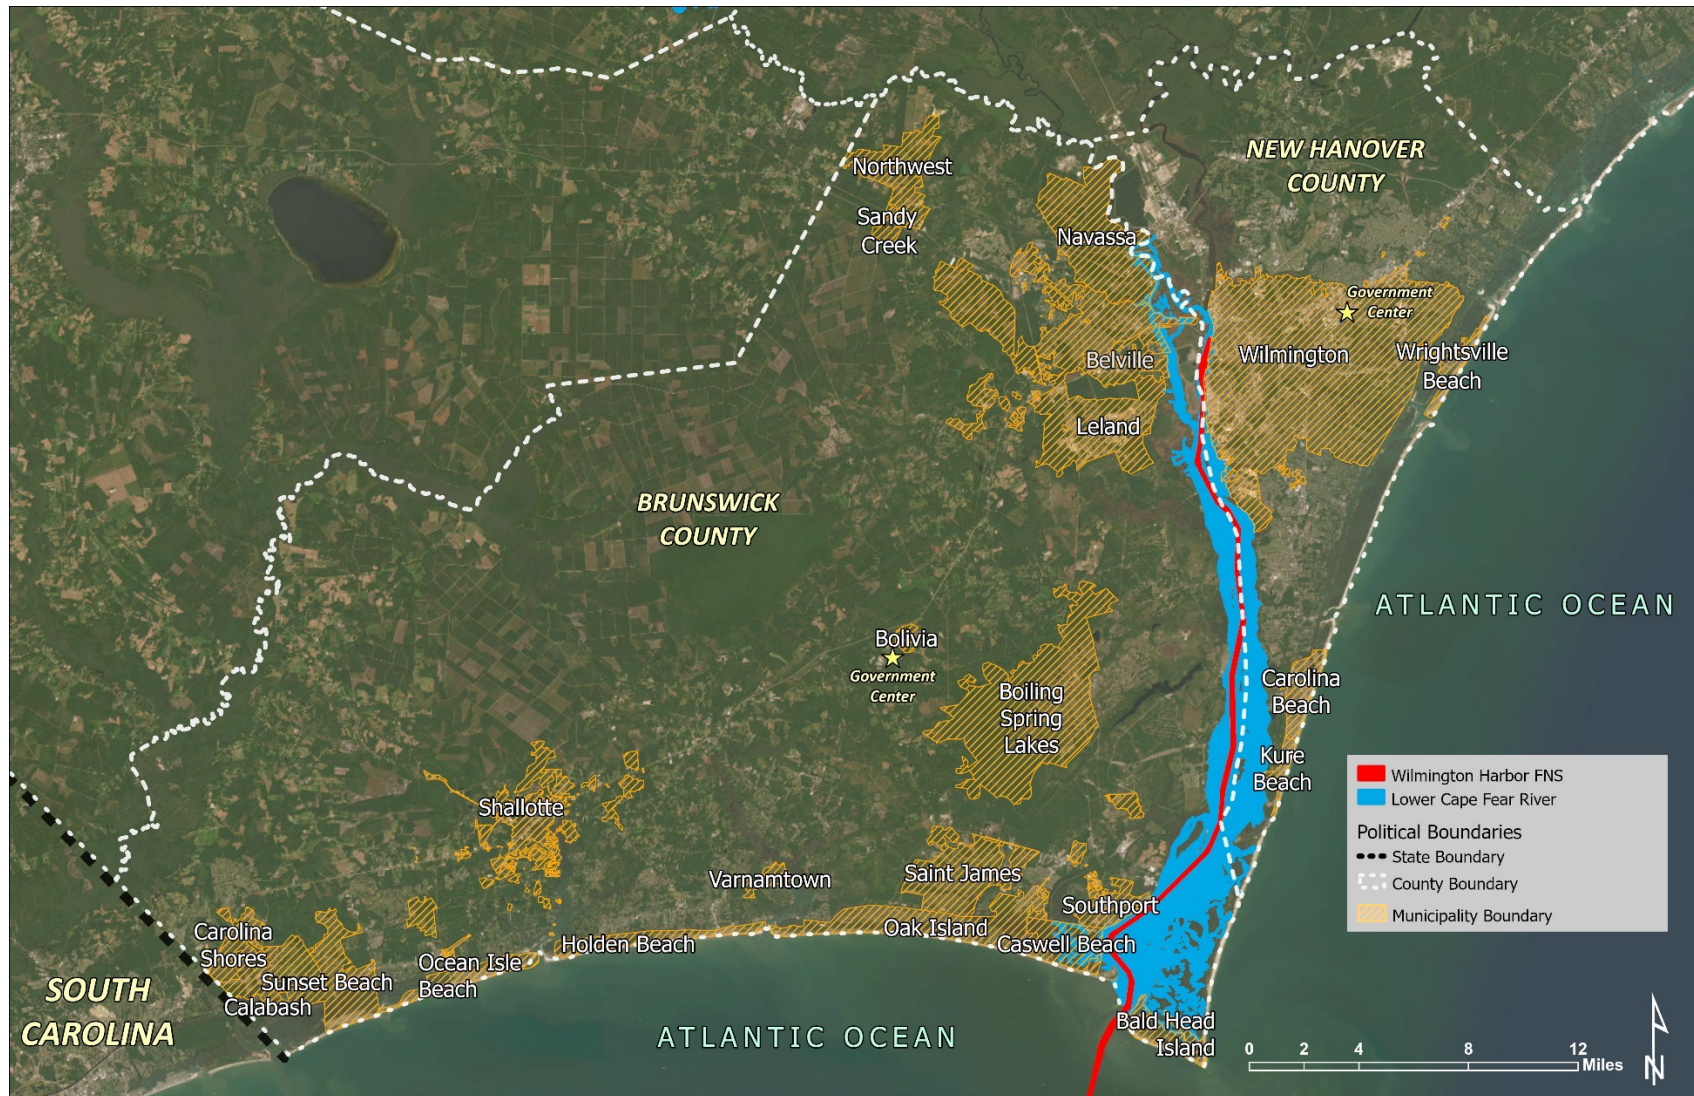 NEW HANOVER
COUNTY
Northwest
Sandy
Creek
Navassa
Government
Center
Wilmington
Wrightsville
Beach
Belville
Leland
BRUNSWICK
COUNTY
ATLANTIC OCEAN
Bolivia
Government
Center
Boiling
Spring
Lakes
Carolina
Beach
Kure
Beach
Shallotte
Varnamtown
Saint James
Southport
Oak Island
Caswell Beach
Holden Beach
Carolina
Shores
Sunset Beach
Calabash
Ocean Isle
Beach
SOUTH
CAROLINA
ATLANTIC OCEAN
Bald Head
Island
Wilmington Harbor FNS
Lower Cape Fear River
Political Boundaries
State Boundary
County Boundary
Municipality Boundary
0 2 4 8 12
Miles
N